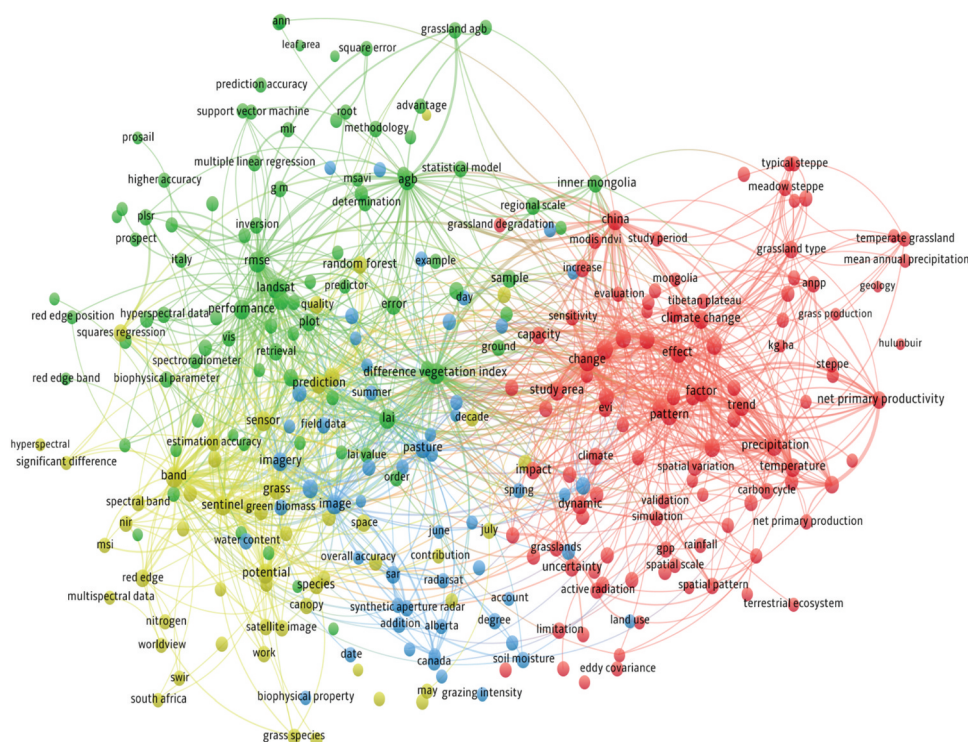 ann
grassland agb
leaf area
square error
prediction accuracy
support vector machine
root
advantage
mlr
methodology
prosail
multiple linear regression
msavi
agb
statistical model
typical steppe
higher accuracy
g m
determination
inner mongolia
meadow steppe
plsr
inversion
regional scale
china
grassland degradation
prospect
modis ndvi
study period
temperate grassland
italy
rmse
random forest
example
grassland type
mean annual precipitation
landsat
predictor
sample
increase
mongolia
quality
day
evaluation
tibetan plateau
anpp
geology
red edge position
hyperspectral data
performance
plot
error
sensitivity
climate change
grass production
squares regression
vis
capacity
kg ha
hulunbuir
retrieval
ground
change
effect
spectroradiometer
red edge band
biophysical parameter
prediction
difference vegetation index
steppe
summer
study area
factor
evi
trend
net primary productivity
sensor
field data
lai
decade
pattern
hyperspectral
estimation accuracy
significant difference
imagery
lai value
pasture
precipitation
climate
band
grass
order
impact
spatial variation
temperature
spectral band
sentinel
green biomass
image
spring
dynamic
carbon cycle
validation
simulation
nir
space
net primary production
water content
june
july
msi
overall accuracy
contribution
grasslands
gpp
rainfall
red edge
potential
species
sar
radarsat
uncertainty
spatial scale
multispectral data
canopy
active radiation
spatial pattern
synthetic aperture radar
account
terrestrial ecosystem
nitrogen
satellite image
addition
alberta
degree
limitation
land use
worldview
work
date
canada
soil moisture
eddy covariance
swir
south africa
biophysical property
may
grazing intensity
grass species